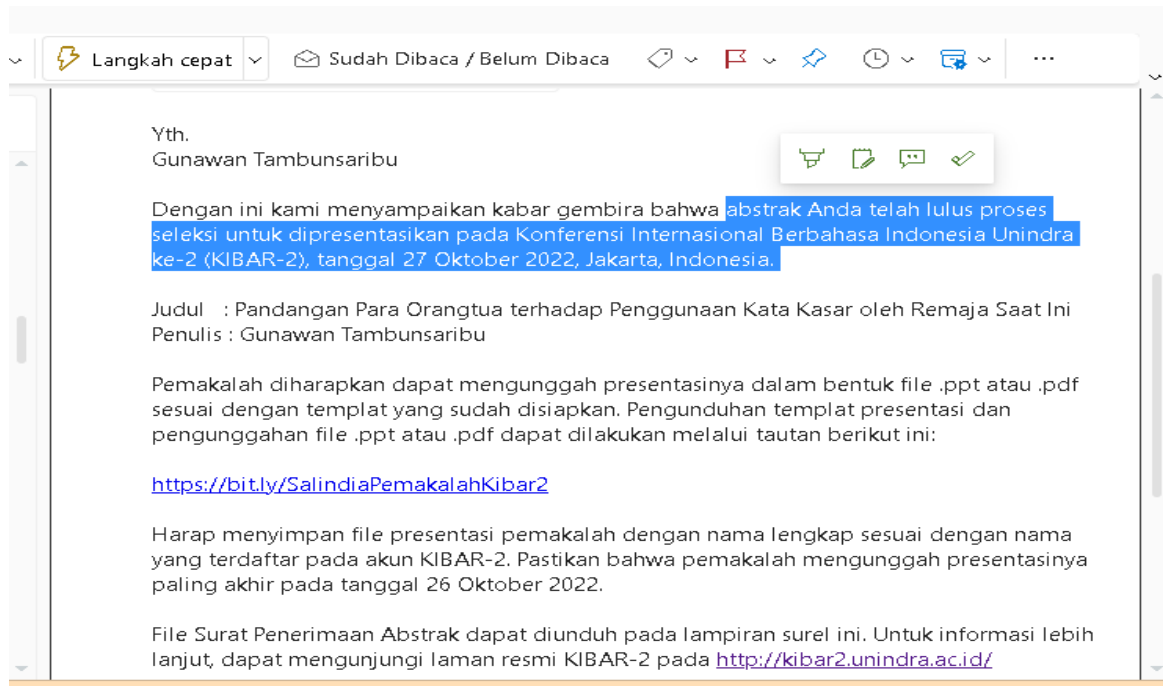 Langkah cepat
Sudah Dibaca / Belum Dibaca
Yth.
Gunawan Tambunsaribu
Dengan ini kami menyampaikan kabar gembira bahwa abstrak Anda telah lulus proses
seleksi untuk dipresentasikan pada Konferensi Internasional Berbahasa Indonesia Unindra
ke-2 (KIBAR-2), tanggal 27 Oktober 2022, Jakarta, Indonesia.
Judul : Pandangan Para Orangtua terhadap Penggunaan Kata Kasar oleh Remaja Saat Ini
Penulis : Gunawan Tambunsaribu
Pemakalah diharapkan dapat mengunggah presentasinya dalam bentuk file .ppt atau .pdf
sesuai dengan templat yang sudah disiapkan. Pengunduhan templat presentasi dan
pengunggahan file .ppt atau .pdf dapat dilakukan melalui tautan berikut ini:
https://bit.ly/SalindiaPemakalahKibar2
Harap menyimpan file presentasi pemakalah dengan nama lengkap sesuai dengan nama
yang terdaftar pada akun KIBAR-2. Pastikan bahwa pemakalah mengunggah presentasinya
paling akhir pada tanggal 26 Oktober 2022.
File Surat Penerimaan Abstrak dapat diunduh pada lampiran surel ini. Untuk informasi lebih
lanjut, dapat mengunjungi laman resmi KIBAR-2 pada http://kibar2.unindra.ac.id/